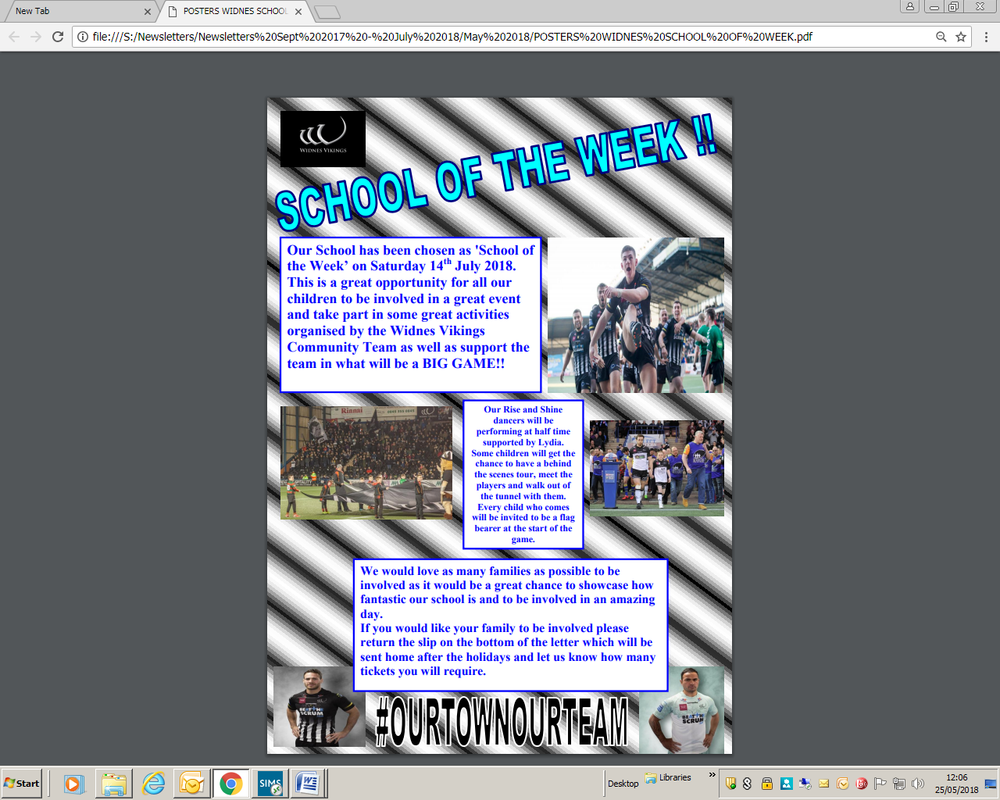 New Tab
POSTERS WIDNES SCHOOL
file:///S:/Newsletters/Newsletters%20Sept%202017%20-%20July%202018/May%202018/POSTERS%20WIDNES%20SCHOOL%20OF%20WEEK.pdf
WIDNES VIKINGS
SCHOOL OF THE WEEK !!
Our School has been chosen as 'School of
the Week’ on Saturday 14th July 2018.
This is a great opportunity for all our
children to be involved in a great event
and take part in some great activities
organised by the Widnes Vikings
Community Team as well as support the
team in what will be a BIG GAME!!
Rinnai
Our Rise and Shine
dancers will be
performing at half time
supported by Lydia.
Some children will get the
chance to have a behind
the scenes tour, meet the
players and walk out of
the tunnel with them.
Every child who comes
will be invited to be a flag
bearer at the start of the
game.
We would love as many families as possible to be
involved as it would be a great chance to showcase how
fantastic our school is and to be involved in an amazing
day.
If you would like your family to be involved please
return the slip on the bottom of the letter which will be
sent home after the holidays and let us know how many
tickets you will require.
BEAT THE
SCRUM
#OURTOWNOURTEAM
BEAT THE
SCRUM
Start
SIMS
Desktop
Libraries
12:06
25/05/2018